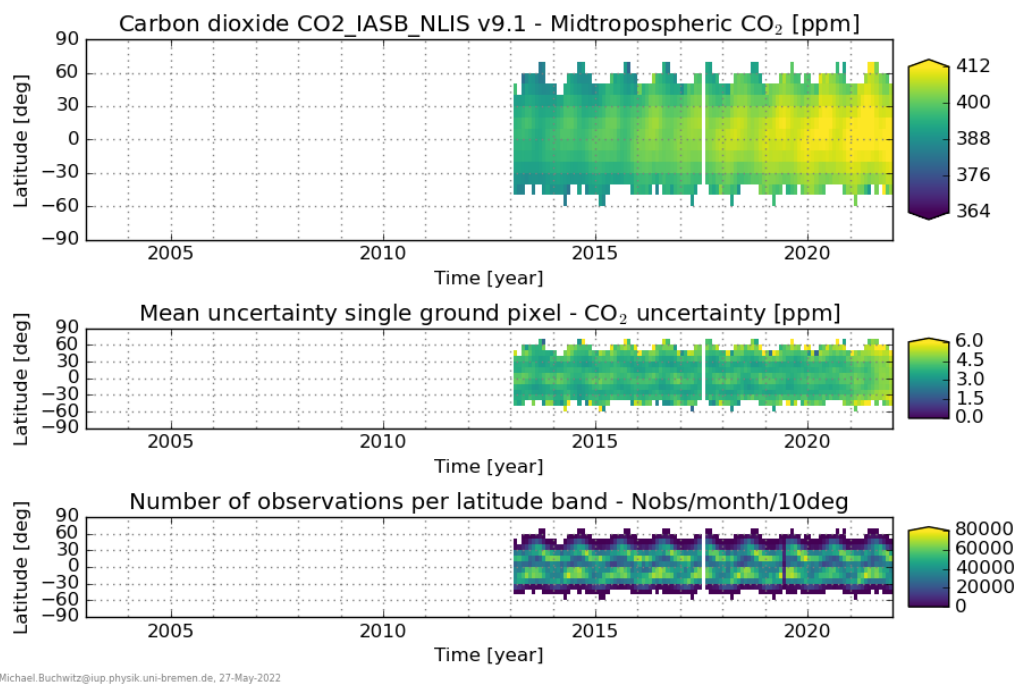 Carbon dioxide CO2_IASB_NLIS v9.1 - Midtropospheric CO₂ [ppm]
Latitude [deg]
90
60
30
0
−30
−60
−90
2005 2010 2015 2020
Time [year]
412
400
388
376
364
Mean uncertainty single ground pixel - CO₂ uncertainty [ppm]
Latitude [deg]
90
60
30
0
−30
−60
−90
2005 2010 2015 2020
Time [year]
6.0
4.5
3.0
1.5
0.0
Number of observations per latitude band - Nobs/month/10deg
Latitude [deg]
90
60
30
0
−30
−60
−90
2005 2010 2015 2020
Time [year]
80000
60000
40000
20000
0
Michael.Buchwitz@iup.physik.uni-bremen.de, 27-May-2022